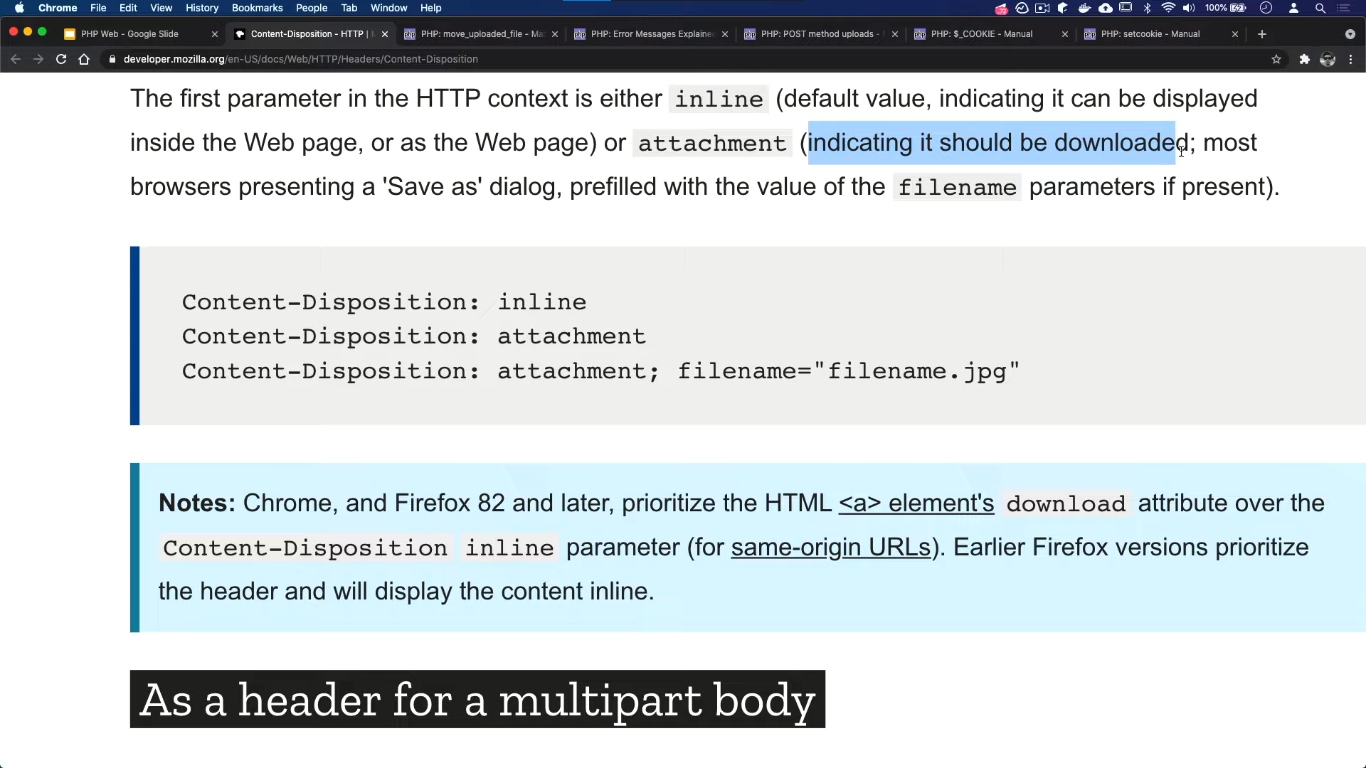 Chrome File Edit View History Bookmarks People Tab Window Help 100%
PHP Web - Google Slide Content-Disposition - HTTP | PHP: move_uploaded_file - Ma PHP: Error Messages Explaine PHP: POST method uploads - PHP: $_COOKIE - Manual PHP: setcookie - Manual
developer.mozilla.org/en-US/docs/Web/HTTP/Headers/Content-Disposition
The first parameter in the HTTP context is either inline (default value, indicating it can be displayed
inside the Web page, or as the Web page) or attachment (indicating it should be downloaded; most
browsers presenting a 'Save as' dialog, prefilled with the value of the filename parameters if present).
Content-Disposition: inline
Content-Disposition: attachment
Content-Disposition: attachment; filename="filename.jpg"
Notes: Chrome, and Firefox 82 and later, prioritize the HTML <a> element's download attribute over the
Content-Disposition inline parameter (for same-origin URLs). Earlier Firefox versions prioritize
the header and will display the content inline.
As a header for a multipart body